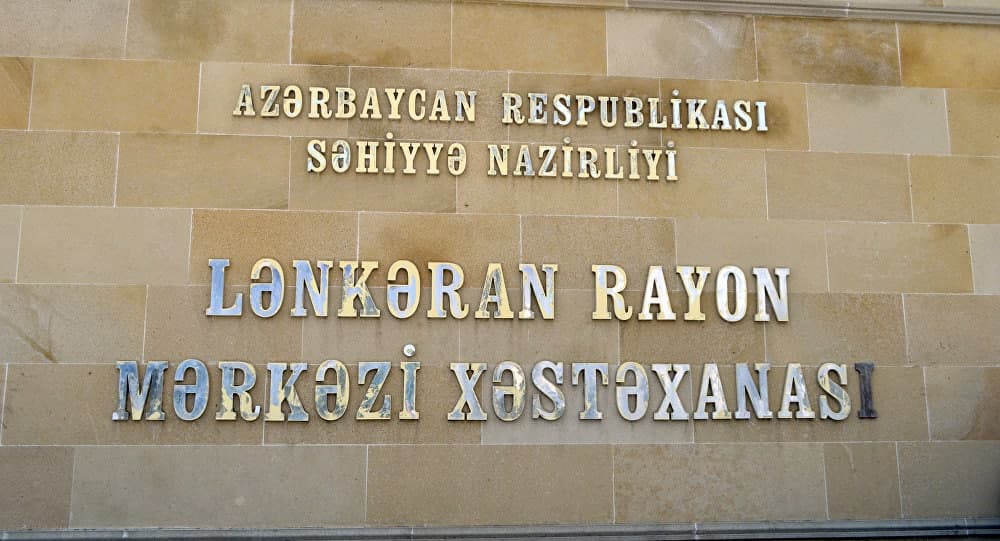 AZƏRBAYCAN RESPUBLİKASI
SƏHİYYƏ NAZİRLİYİ
LƏNKƏRAN RAYON
MƏRKƏZİ XƏSTƏXANASI